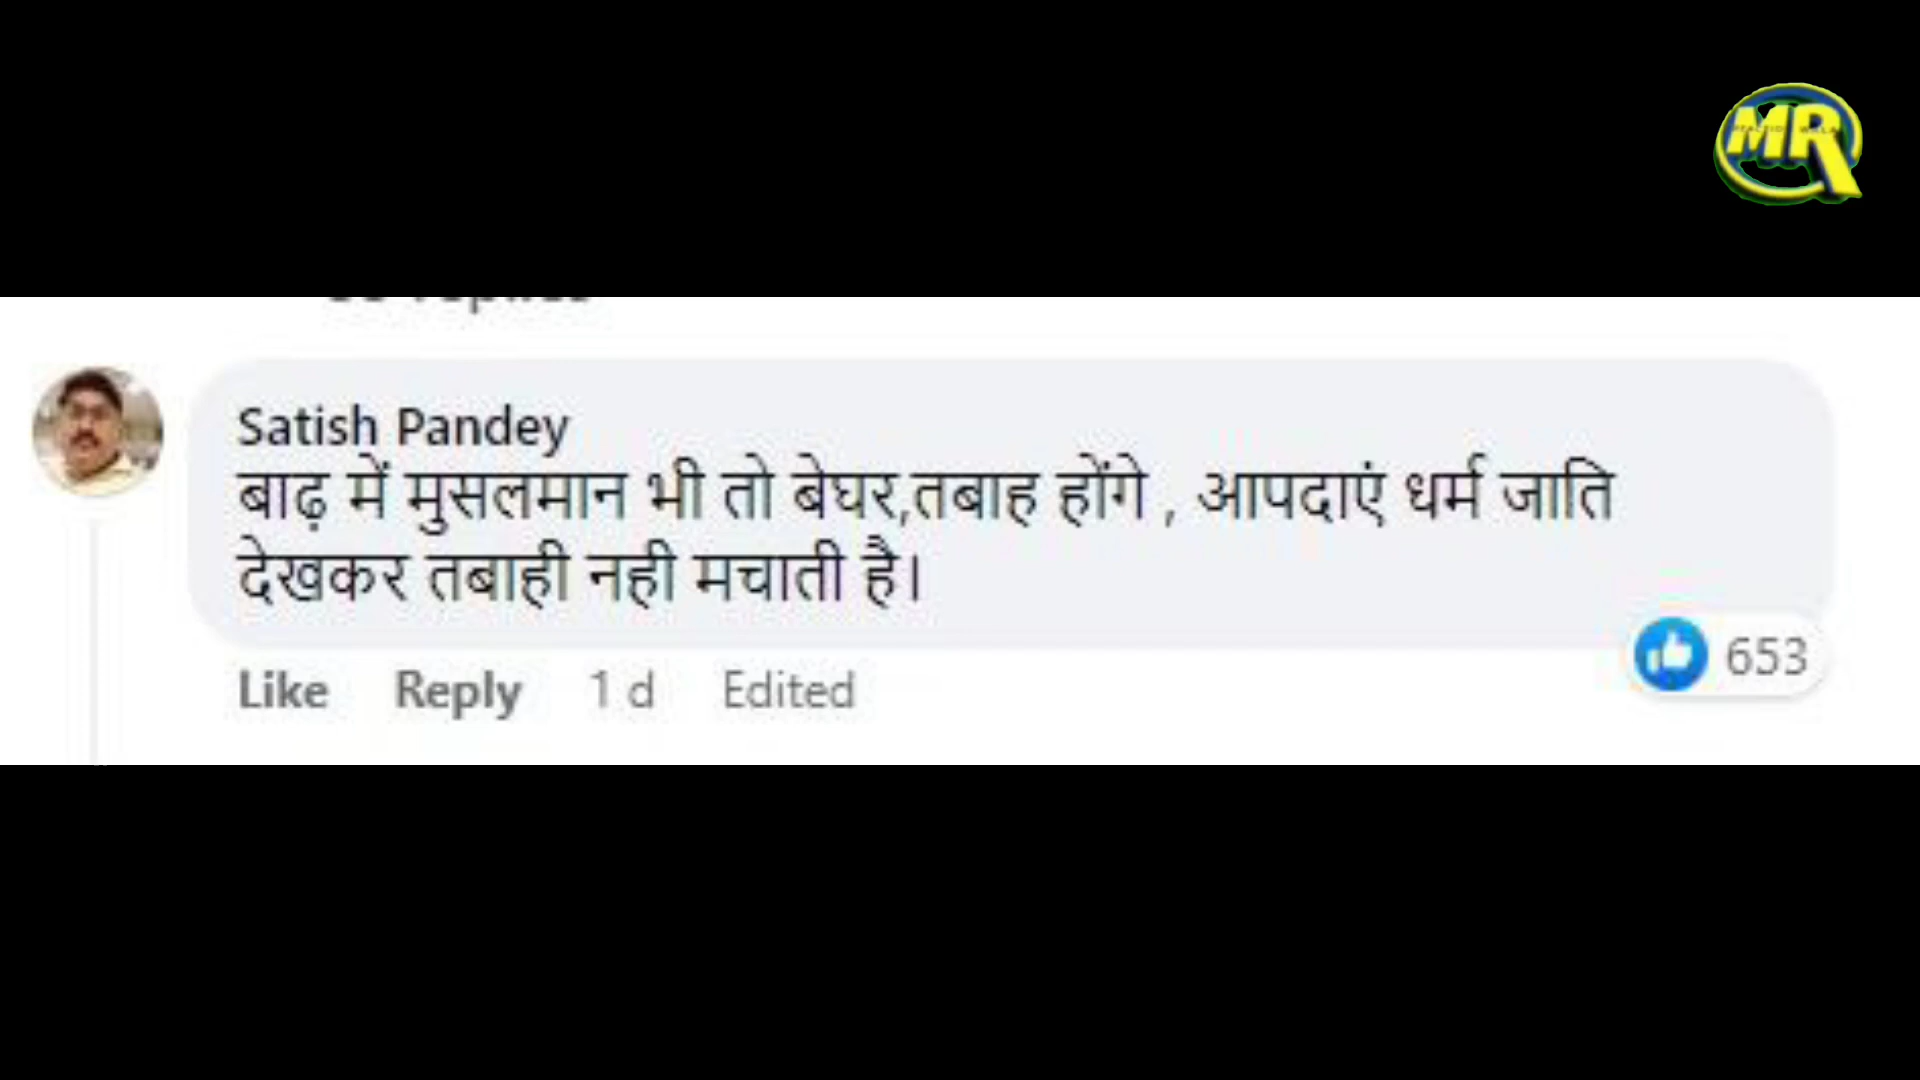 MR
Satish Pandey
बाढ़ में मुसलमान भी तो बेघर,तबाह होंगे , आपदाएं धर्म जाति
देखकर तबाही नही मचाती है।
653
Like Reply 1 d Edited